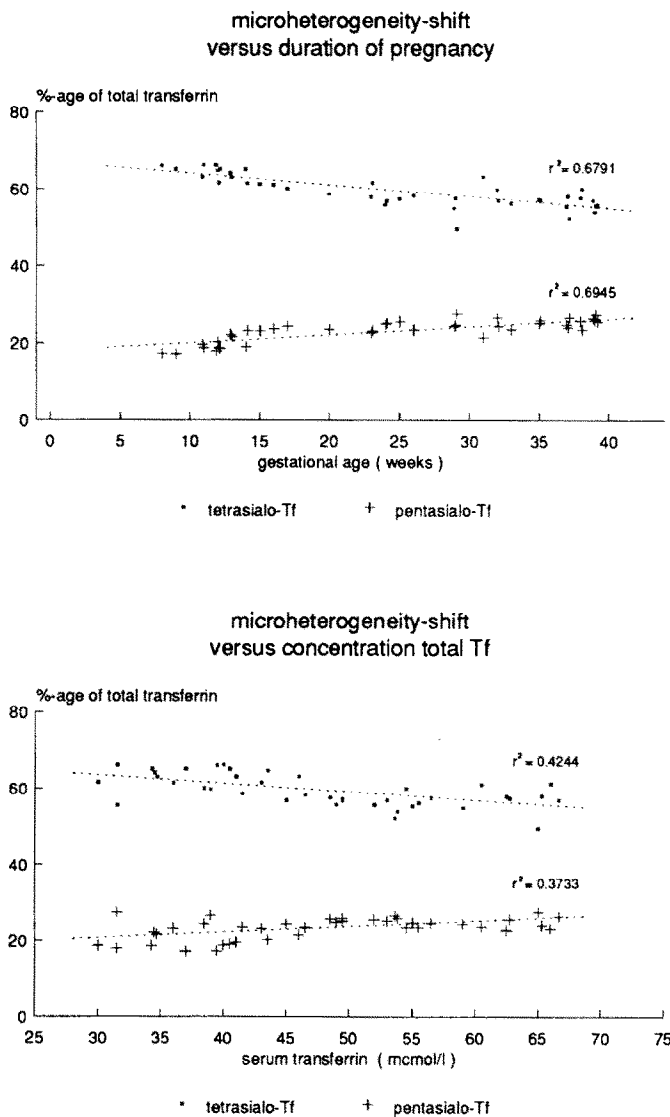 microheterogeneity-shift
versus duration of pregnancy
%-age of total transferrin
80
60
40
20
0
r² = 0.6791
r² = 0.6945
0 5 10 15 20 25 30 35 40
gestational age ( weeks )
tetrasialo-Tf + pentasialo-Tf
microheterogeneity-shift
versus concentration total Tf
%-age of total transferrin
80
60
40
20
0
r² = 0.4244
r² = 0.3733
25 30 35 40 45 50 55 60 65 70 75
serum transferrin ( mcmol/l )
tetrasialo-Tf + pentasialo-Tf